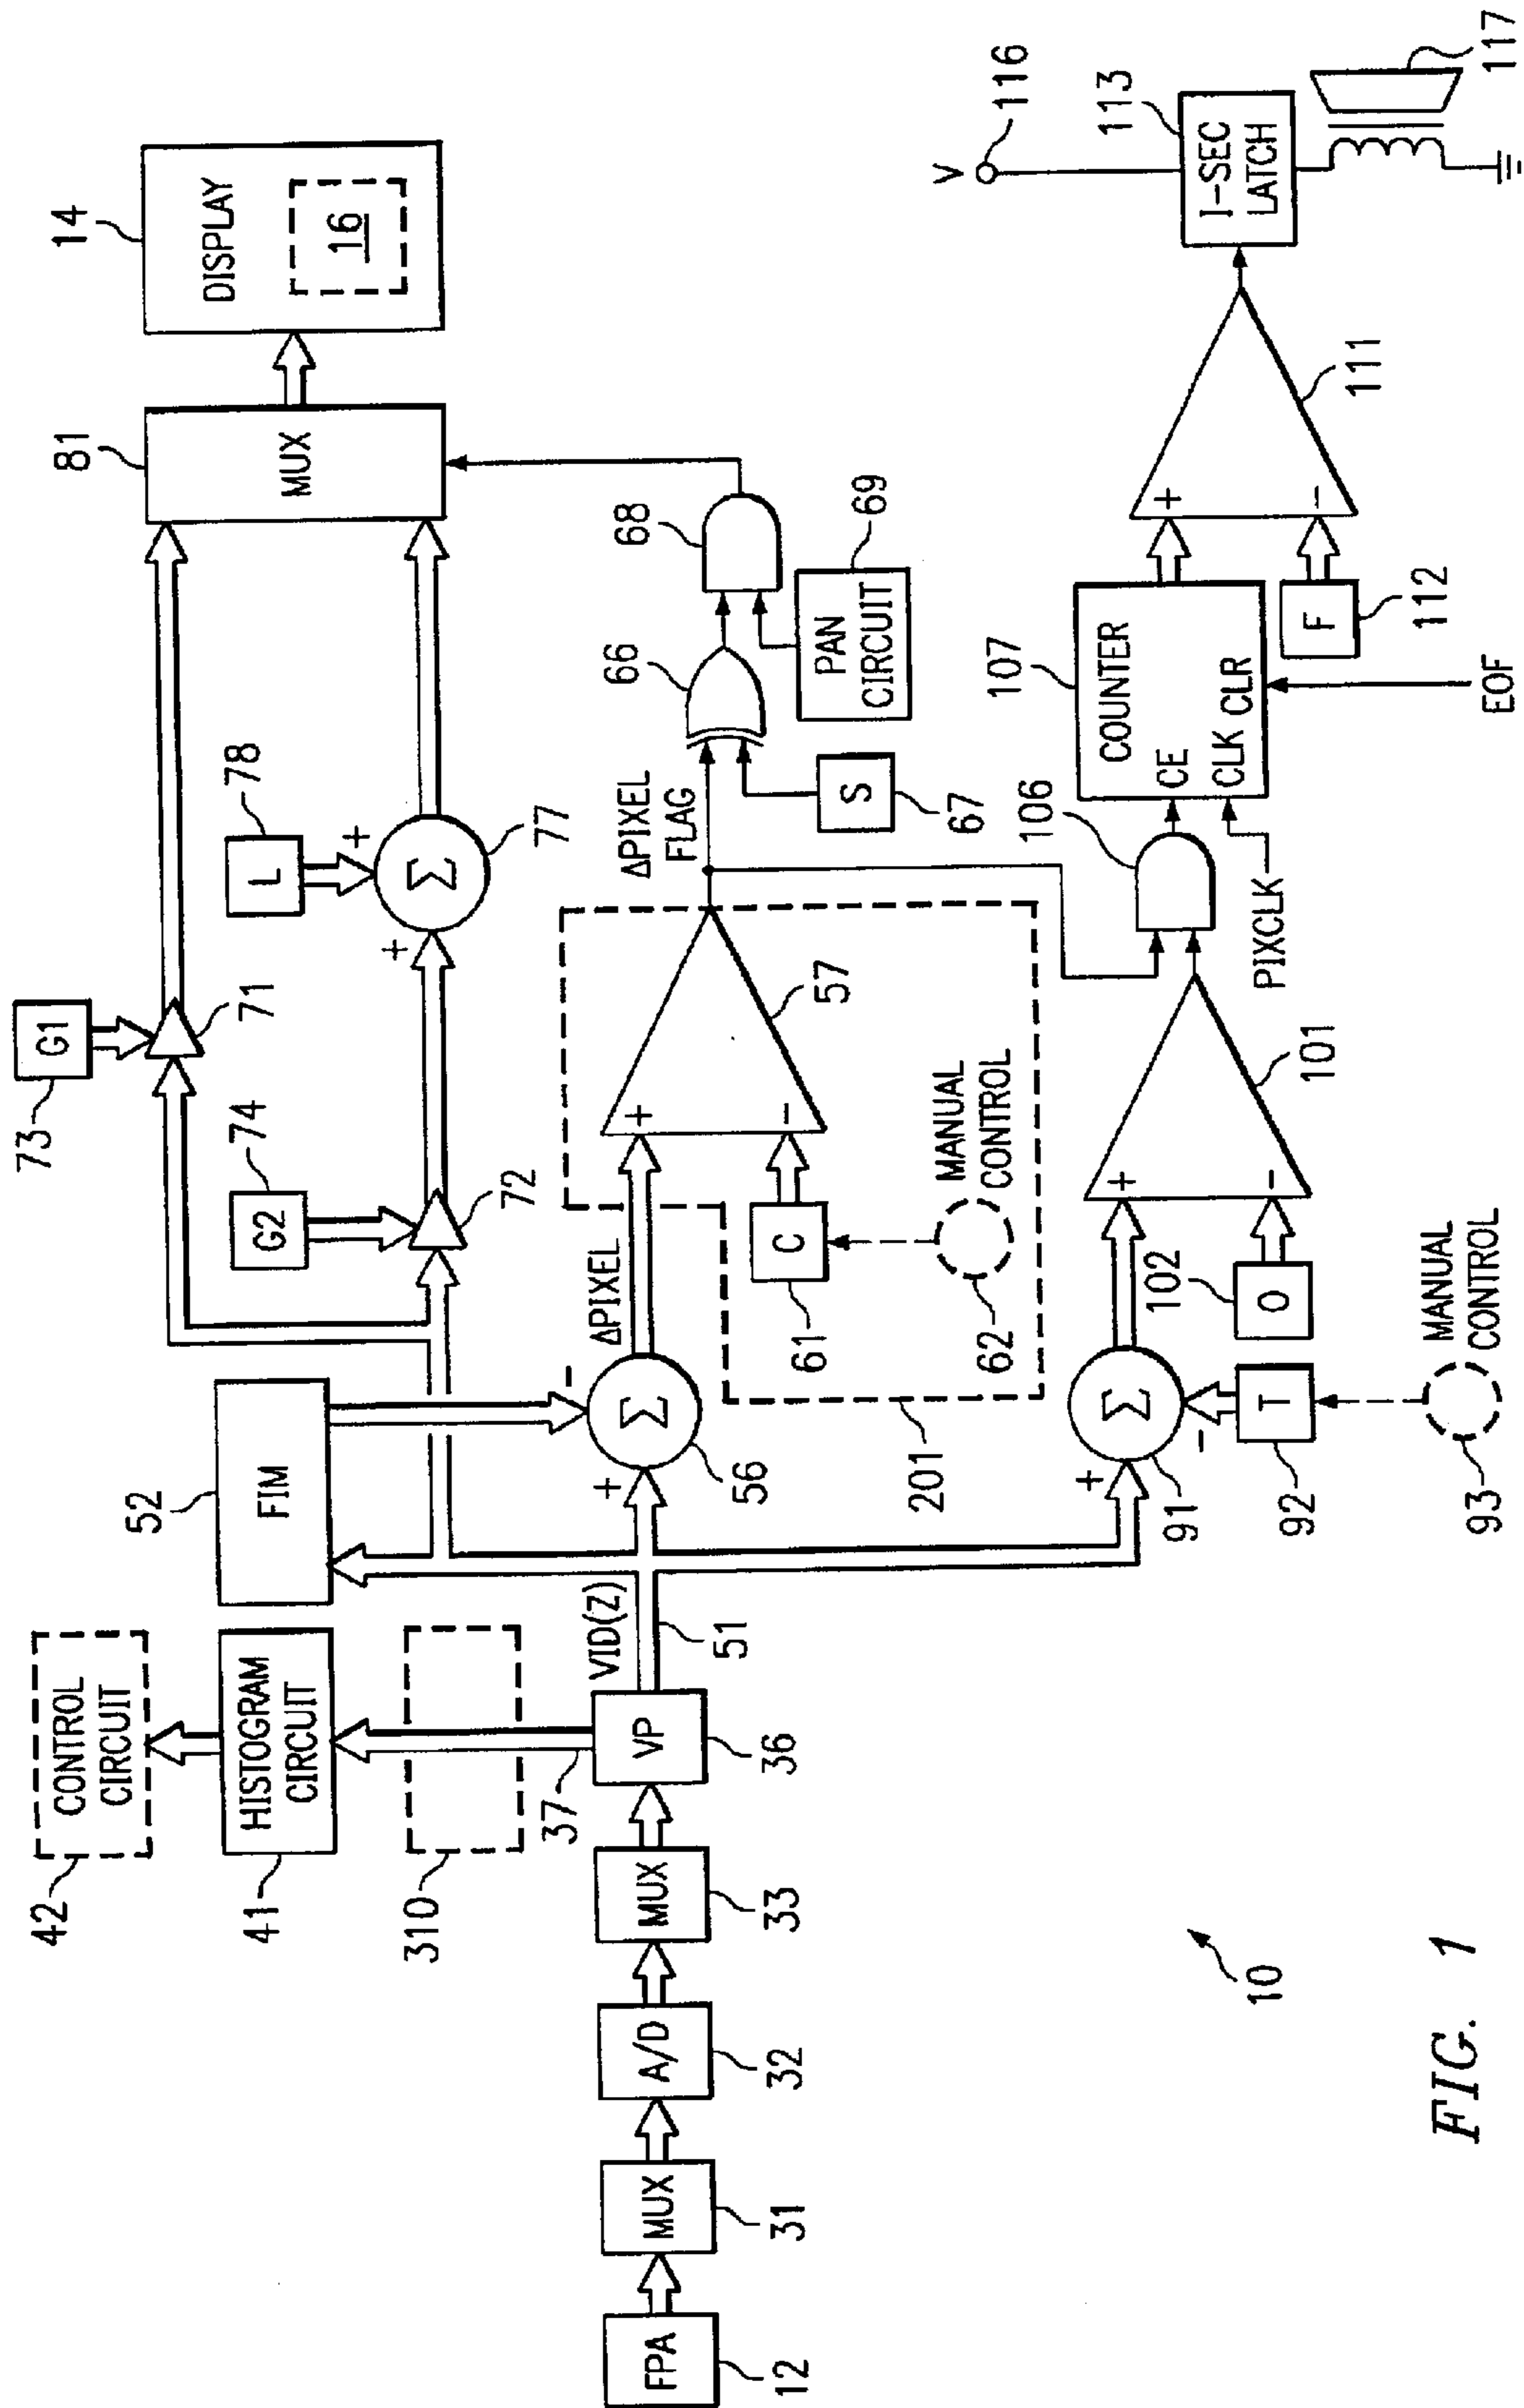 42
CONTROL
CIRCUIT
41
HISTOGRAM
CIRCUIT
310
37
FPA
12
MUX
31
A/D
32
MUX
33
VP
36
VID(Z)
51
52
FIM
73
G1
71
74
G2
72
L
78
+
+
Σ
77
81
MUX
14
DISPLAY
16
+
-
Σ
56
ΔPIXEL
+
-
57
C
61
62
MANUAL
CONTROL
201
ΔPIXEL
FLAG
66
S
67
68
PAN
CIRCUIT
69
+
-
Σ
91
T
92
93
MANUAL
CONTROL
+
-
101
102
O
106
PIXCLK
107
COUNTER
CE
CLK
CLR
EOF
+
-
111
F
112
V
116
113
I-SEC
LATCH
117
10
FIG. 1